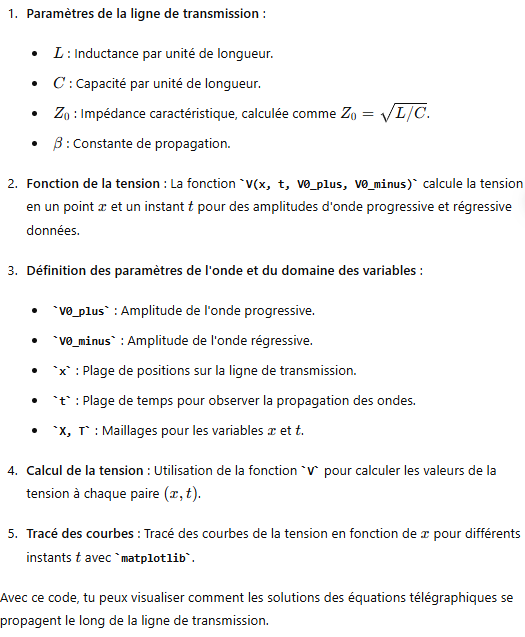 1. Paramètres de la ligne de transmission :
• L : Inductance par unité de longueur.
• C : Capacité par unité de longueur.
• Z₀ : Impédance caractéristique, calculée comme Z₀ = √L/C.
• β : Constante de propagation.
2. Fonction de la tension : La fonction `V(x, t, V0_plus, V0_minus)` calcule la tension
en un point x et un instant t pour des amplitudes d'onde progressive et régressive
données.
3. Définition des paramètres de l'onde et du domaine des variables :
• `V0_plus` : Amplitude de l'onde progressive.
• `V0_minus` : Amplitude de l'onde régressive.
• `x` : Plage de positions sur la ligne de transmission.
• `t` : Plage de temps pour observer la propagation des ondes.
• `X, T` : Maillages pour les variables x et t.
4. Calcul de la tension : Utilisation de la fonction `V` pour calculer les valeurs de la
tension à chaque paire (x, t).
5. Tracé des courbes : Tracé des courbes de la tension en fonction de x pour différents
instants t avec `matplotlib`.
Avec ce code, tu peux visualiser comment les solutions des équations télégraphiques se
propagent le long de la ligne de transmission.